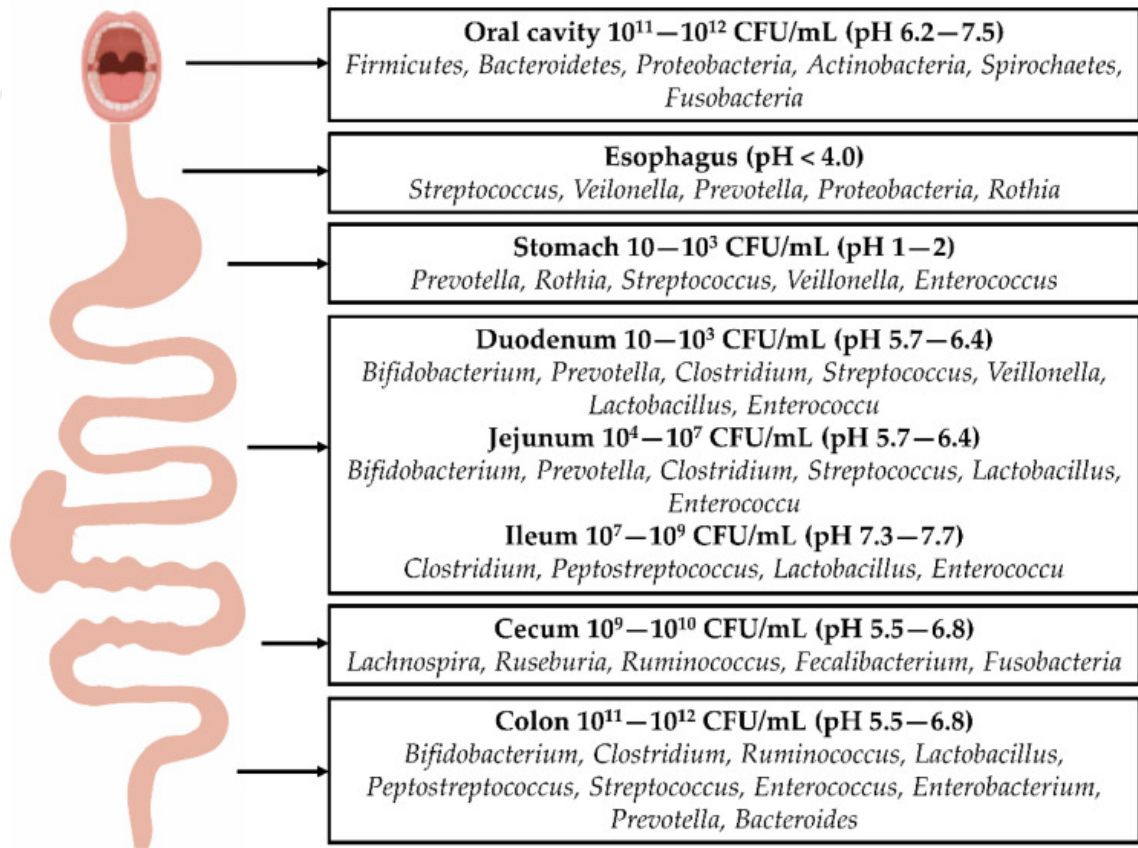 Oral cavity 10¹¹—10¹² CFU/mL (pH 6.2—7.5)
Firmicutes, Bacteroidetes, Proteobacteria, Actinobacteria, Spirochaetes,
Fusobacteria
Esophagus (pH < 4.0)
Streptococcus, Veilonella, Prevotella, Proteobacteria, Rothia
Stomach 10—10³ CFU/mL (pH 1—2)
Prevotella, Rothia, Streptococcus, Veillonella, Enterococcus
Duodenum 10—10³ CFU/mL (pH 5.7—6.4)
Bifidobacterium, Prevotella, Clostridium, Streptococcus, Veillonella,
Lactobacillus, Enterococcu
Jejunum 10⁴—10⁷ CFU/mL (pH 5.7—6.4)
Bifidobacterium, Prevotella, Clostridium, Streptococcus, Lactobacillus,
Enterococcu
Ileum 10⁷—10⁹ CFU/mL (pH 7.3—7.7)
Clostridium, Peptostreptococcus, Lactobacillus, Enterococcu
Cecum 10⁹—10¹⁰ CFU/mL (pH 5.5—6.8)
Lachnospira, Ruseburia, Ruminococcus, Fecalibacterium, Fusobacteria
Colon 10¹¹—10¹² CFU/mL (pH 5.5—6.8)
Bifidobacterium, Clostridium, Ruminococcus, Lactobacillus,
Peptostreptococcus, Streptococcus, Enterococcus, Enterobacterium,
Prevotella, Bacteroides